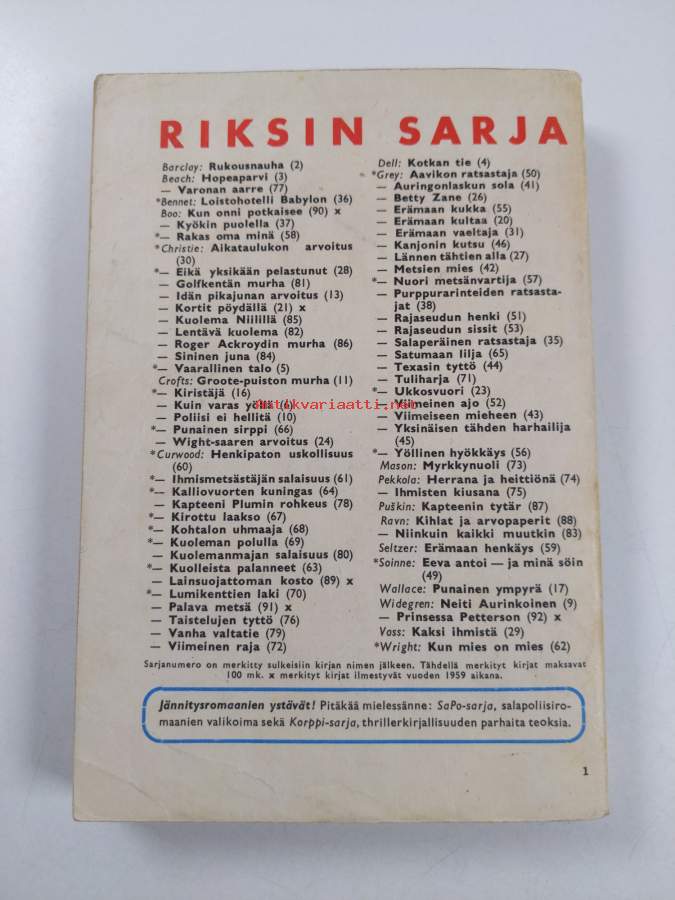 RIKSIN SARJA
Barclay: Rukousnauha (2)
Beach: Hopeaparvi (3)
— Varonan aarre (77)
*Bennet: Loistohotelli Babylon (36)
Boo: Kun onni potkaisee (90) x
— Kyökin puolella (37)
*— Rakas oma minä (58)
*Christie: Aikataulukon arvoitus
(30)
*— Eikä yksikään pelastunut (28)
— Golfkentän murha (81)
— Idän pikajunan arvoitus (13)
— Kortit pöydällä (21) x
— Kuolema Niilillä (85)
— Lentävä kuolema (82)
— Roger Ackroydin murha (86)
— Sininen juna (84)
*— Vaarallinen talo (5)
Crofts: Groote-puiston murha (11)
*— Kiristäjä (16)
— Kuin varas yöllä (6)
— Poliisi ei hellitä (10)
*— Punainen sirppi (66)
— Wight-saaren arvoitus (24)
*Curwood: Henkipaton uskollisuus
(60)
*— Ihmismetsästäjän salaisuus (61)
*— Kalliovuorten kuningas (64)
— Kapteeni Plumin rohkeus (78)
*— Kirottu laakso (67)
*— Kohtalon uhmaaja (68)
*— Kuoleman polulla (69)
— Kuolemanmajan salaisuus (80)
*— Kuolleista palanneet (63)
— Lainsuojattoman kosto (89) x
*— Lumikenttien laki (70)
— Palava metsä (91) x
— Taistelujen tyttö (76)
— Vanha valtatie (79)
— Viimeinen raja (72)
Dell: Kotkan tie (4)
*Grey: Aavikon ratsastaja (50)
— Auringonlaskun sola (41)
— Betty Zane (26)
— Erämaan kukka (55)
— Erämaan kultaa (20)
— Erämaan vaeltaja (31)
— Kanjonin kutsu (46)
— Lännen tähtien alla (27)
— Metsien mies (42)
*— Nuori metsänvartija (57)
— Purppurarinteiden ratsasta-
jat (38)
— Rajaseudun henki (51)
— Rajaseudun sissit (53)
— Salaperäinen ratsastaja (35)
— Satumaan lilja (65)
— Texasin tyttö (44)
— Tuliharja (71)
*— Ukkosvuori (23)
— Viimeinen ajo (52)
— Viimeiseen mieheen (43)
— Yksinäisen tähden harhailija
(45)
*— Yöllinen hyökkäys (56)
Mason: Myrkkynuoli (73)
Pekkola: Herrana ja heittiönä (74)
— Ihmisten kiusana (75)
Puškin: Kapteenin tytär (87)
Ravn: Kihlat ja arvopaperit (88)
— Niinkuin kaikki muutkin (83)
Seltzer: Erämaan henkäys (59)
*Soinne: Eeva antoi — ja minä söin
(49)
Wallace: Punainen ympyrä (17)
Widegren: Neiti Aurinkoinen (9)
— Prinsessa Petterson (92) x
Voss: Kaksi ihmistä (29)
*Wright: Kun mies on mies (62)
Sarjanumero on merkitty sulkeisiin kirjan nimen jälkeen. Tähdellä merkityt kirjat maksavat
100 mk. x merkityt kirjat ilmestyvät vuoden 1959 aikana.
Jännitysromaanien ystävät! Pitäkää mielessänne: SaPo-sarja, salapoliisiro-
maanien valikoima sekä Korppi-sarja, thrillerkirjallisuuden parhaita teoksia.
1
Antikvariaatti.net